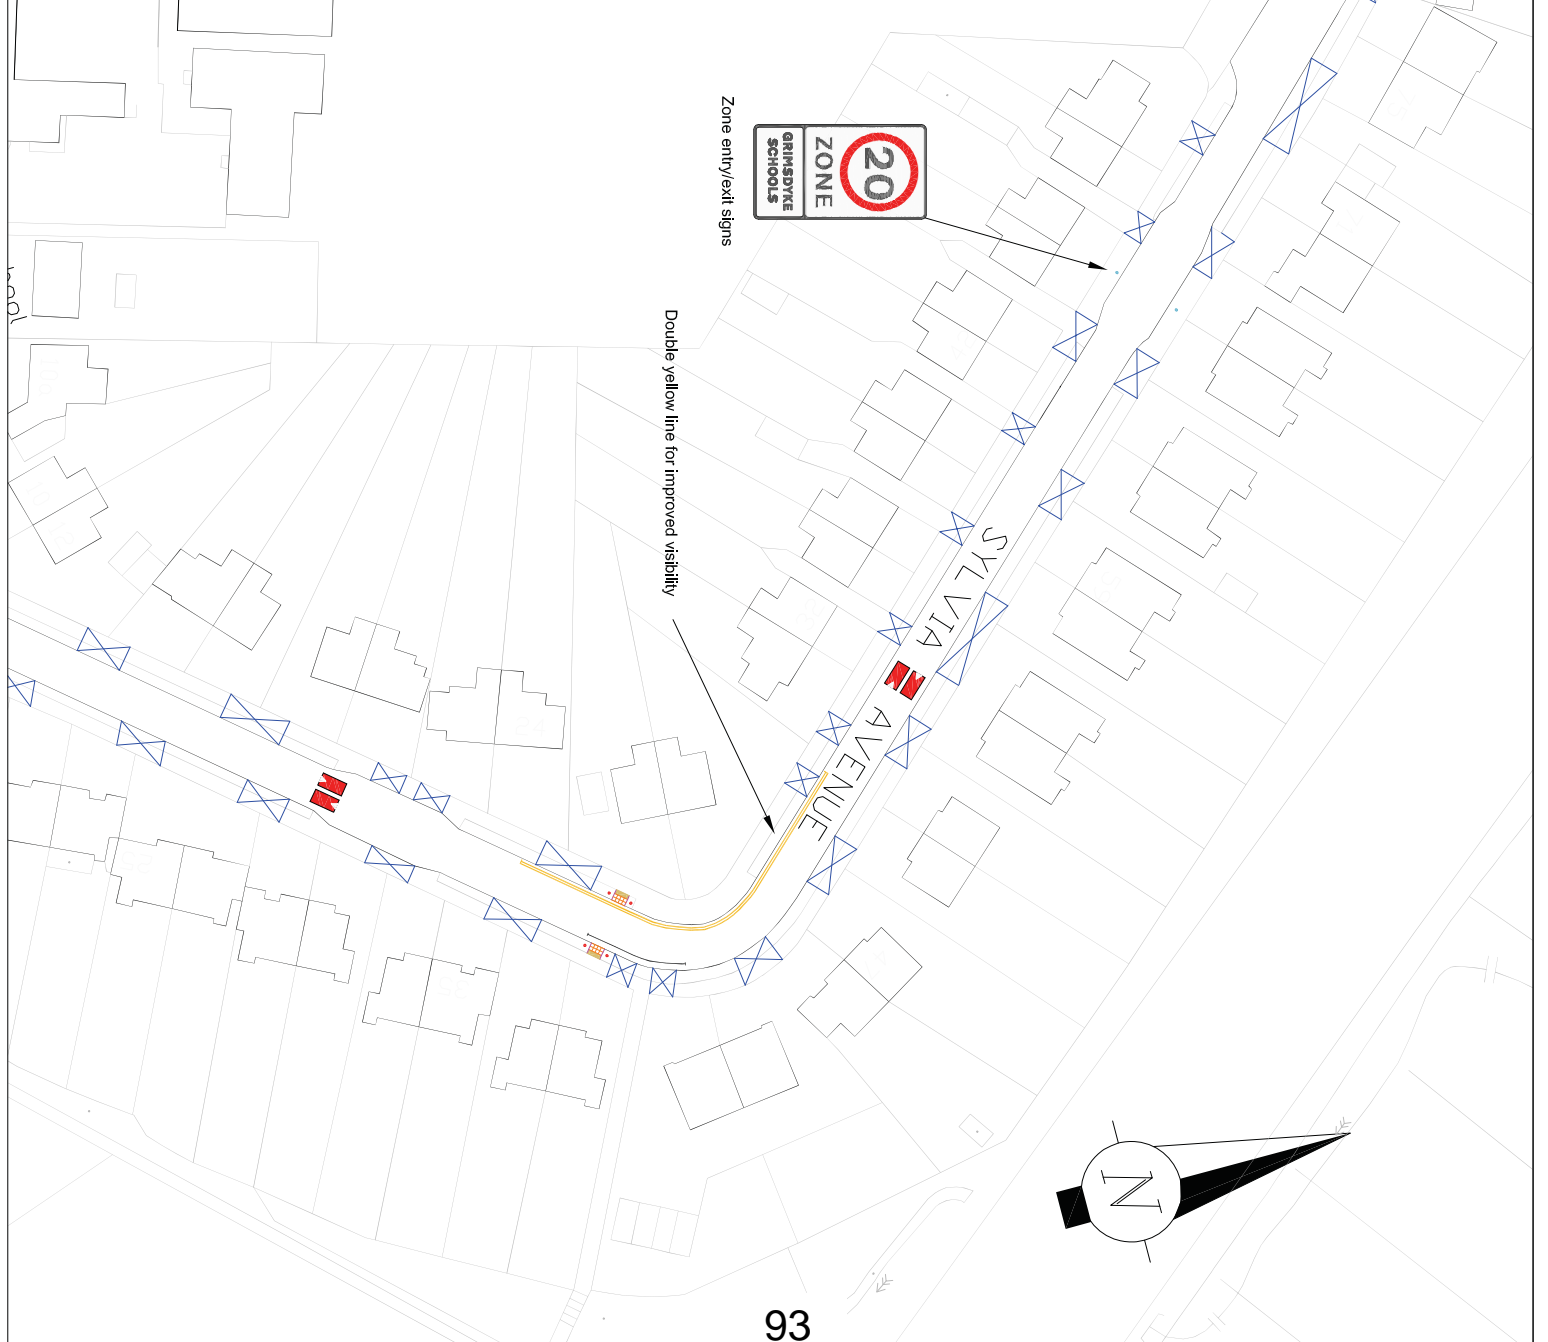 Zone entry/exit signs
20
ZONE
GRIMSDYKE
SCHOOLS
Double yellow line for improved visibility
SYLVIA AVENUE
N
93